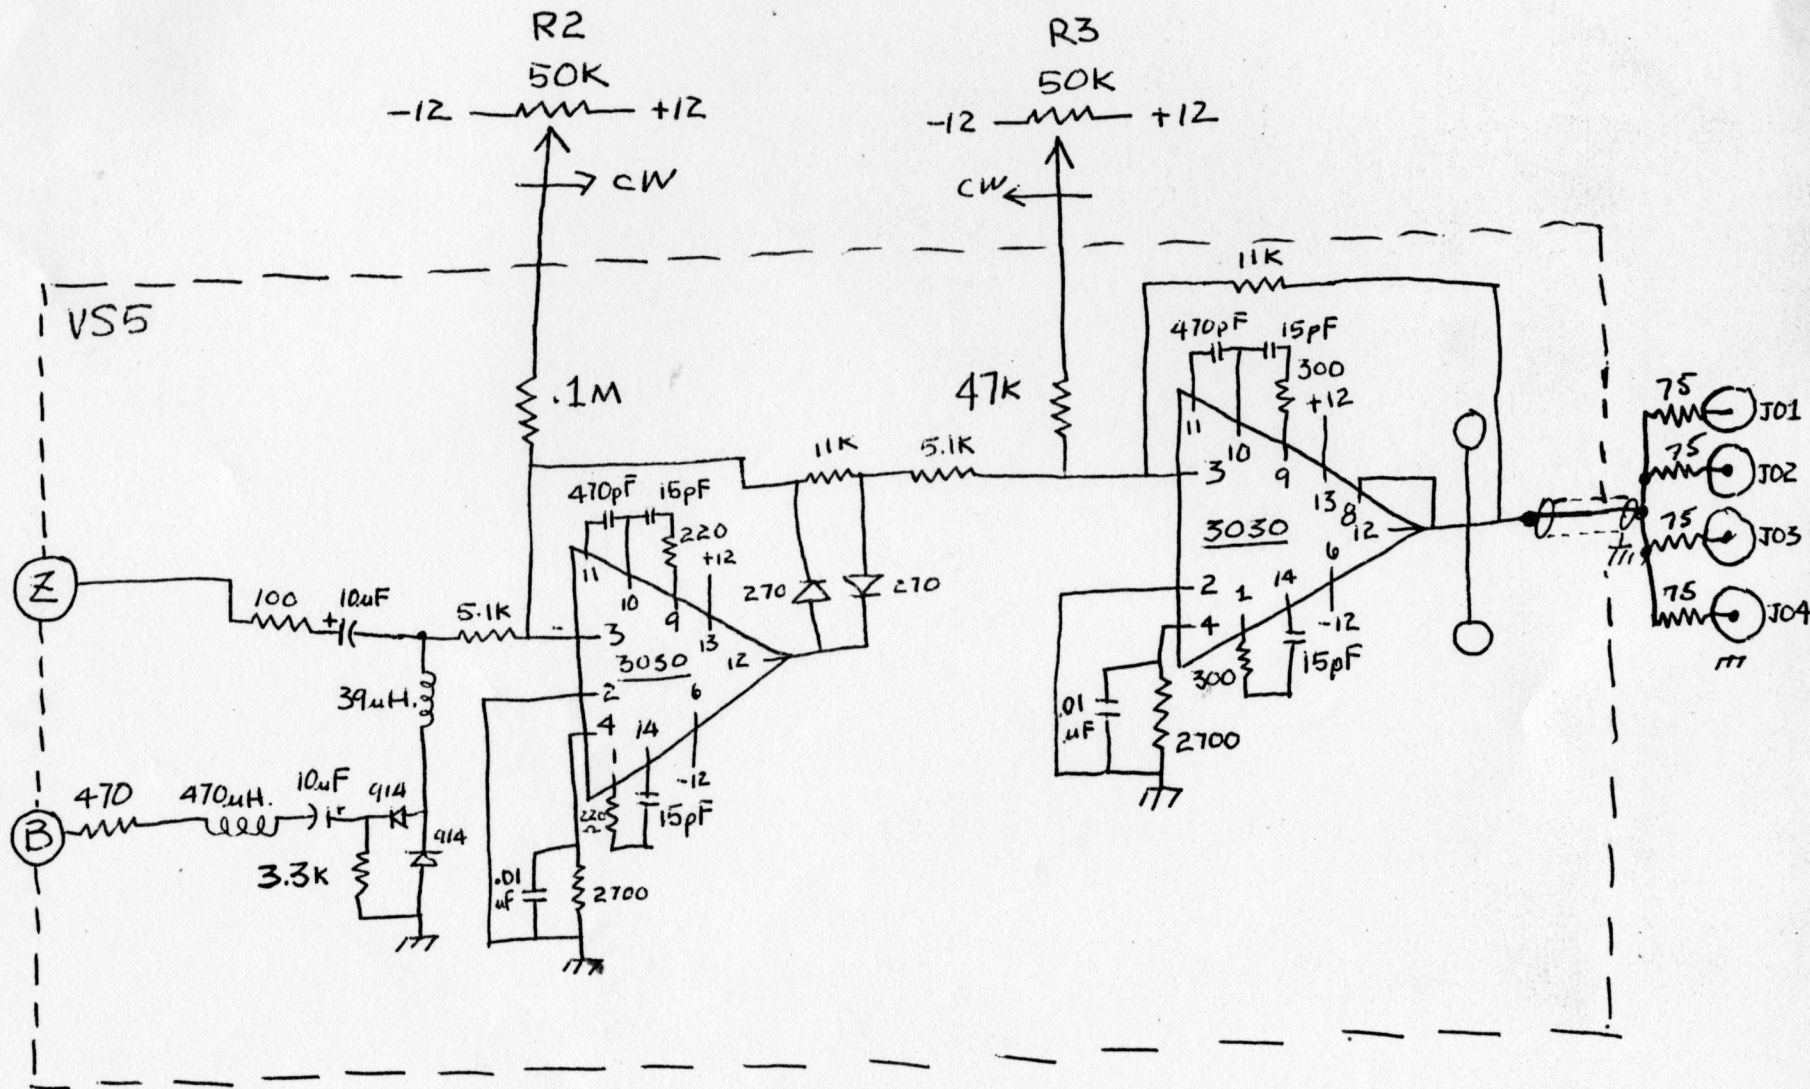 R2
50K
-12 +12
CW
R3
50K
-12 +12
CW
VS5
.1M
47K
11K
470pF 15pF
300
+12
11
10
9
13
8
3
3030
12
6
2
1
14
4
-12
300
15pF
.01
uF
2700
11K
5.1K
470pF 15pF
220
+12
11
10
9
13
3
3030
12
2
6
4
14
-12
220
Ω
15pF
.01
uF
2700
270
270
Z
100
+
10uF
5.1K
39uH.
B
470
470uH.
10uF
+
914
914
3.3K
75
J01
75
J02
75
J03
75
J04